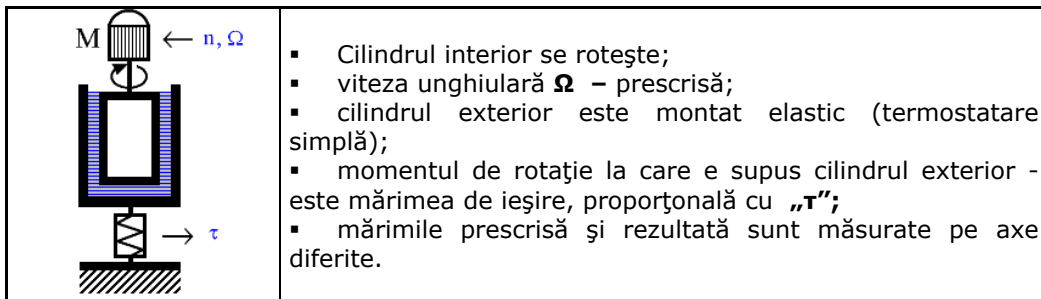 M
n, Ω
τ
▪ Cilindrul interior se roteşte;
▪ viteza unghiulară Ω – prescrisă;
▪ cilindrul exterior este montat elastic (termostatare
simplă);
▪ momentul de rotaţie la care e supus cilindrul exterior -
este mărimea de ieşire, proporţonală cu „τ”;
▪ mărimile prescrisă şi rezultată sunt măsurate pe axe
diferite.